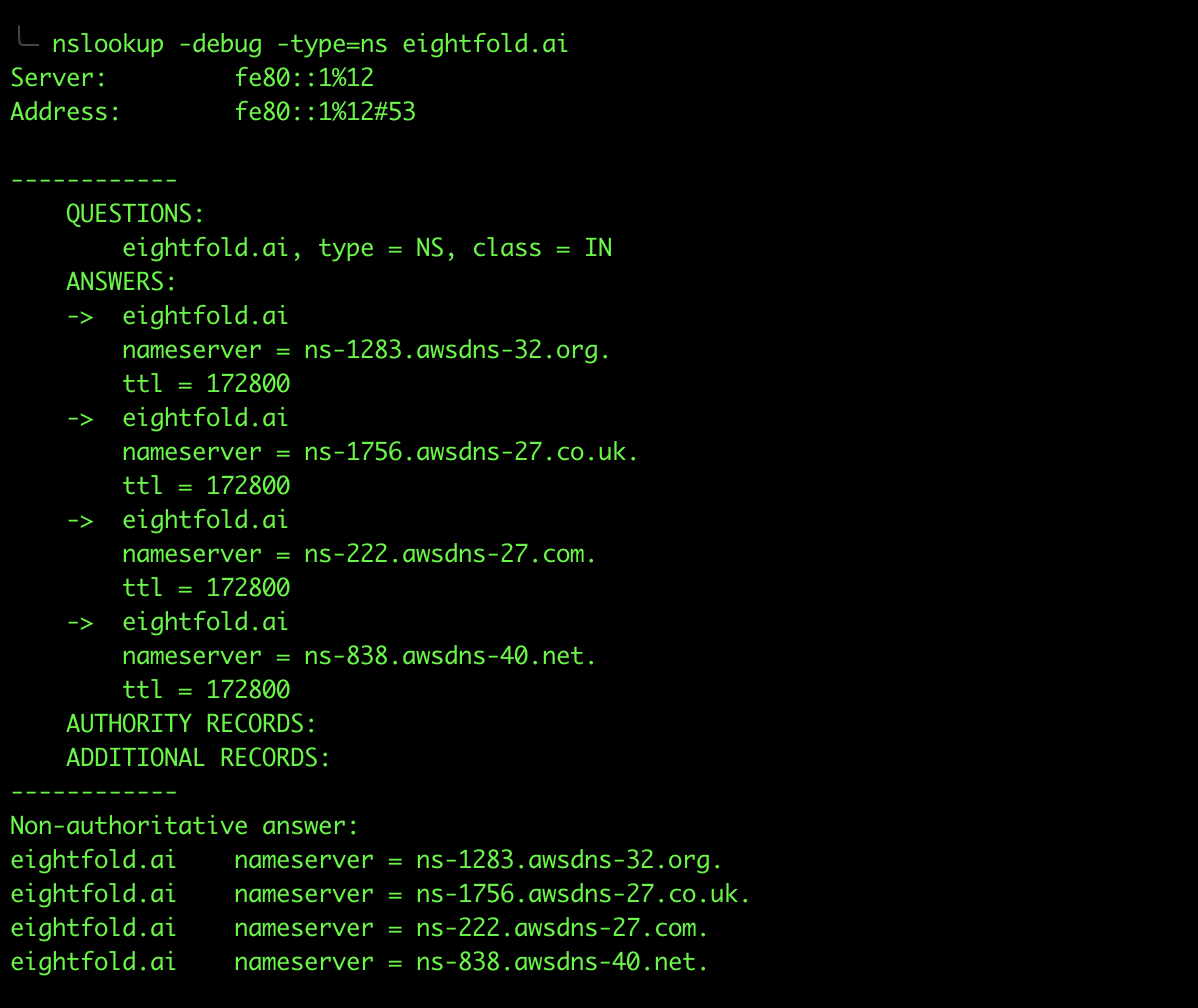 nslookup -debug -type=ns eightfold.ai
Server:		fe80::1%12
Address:	fe80::1%12#53
------------
    QUESTIONS:
        eightfold.ai, type = NS, class = IN
    ANSWERS:
    ->  eightfold.ai
        nameserver = ns-1283.awsdns-32.org.
        ttl = 172800
    ->  eightfold.ai
        nameserver = ns-1756.awsdns-27.co.uk.
        ttl = 172800
    ->  eightfold.ai
        nameserver = ns-222.awsdns-27.com.
        ttl = 172800
    ->  eightfold.ai
        nameserver = ns-838.awsdns-40.net.
        ttl = 172800
    AUTHORITY RECORDS:
    ADDITIONAL RECORDS:
------------
Non-authoritative answer:
eightfold.ai	nameserver = ns-1283.awsdns-32.org.
eightfold.ai	nameserver = ns-1756.awsdns-27.co.uk.
eightfold.ai	nameserver = ns-222.awsdns-27.com.
eightfold.ai	nameserver = ns-838.awsdns-40.net.